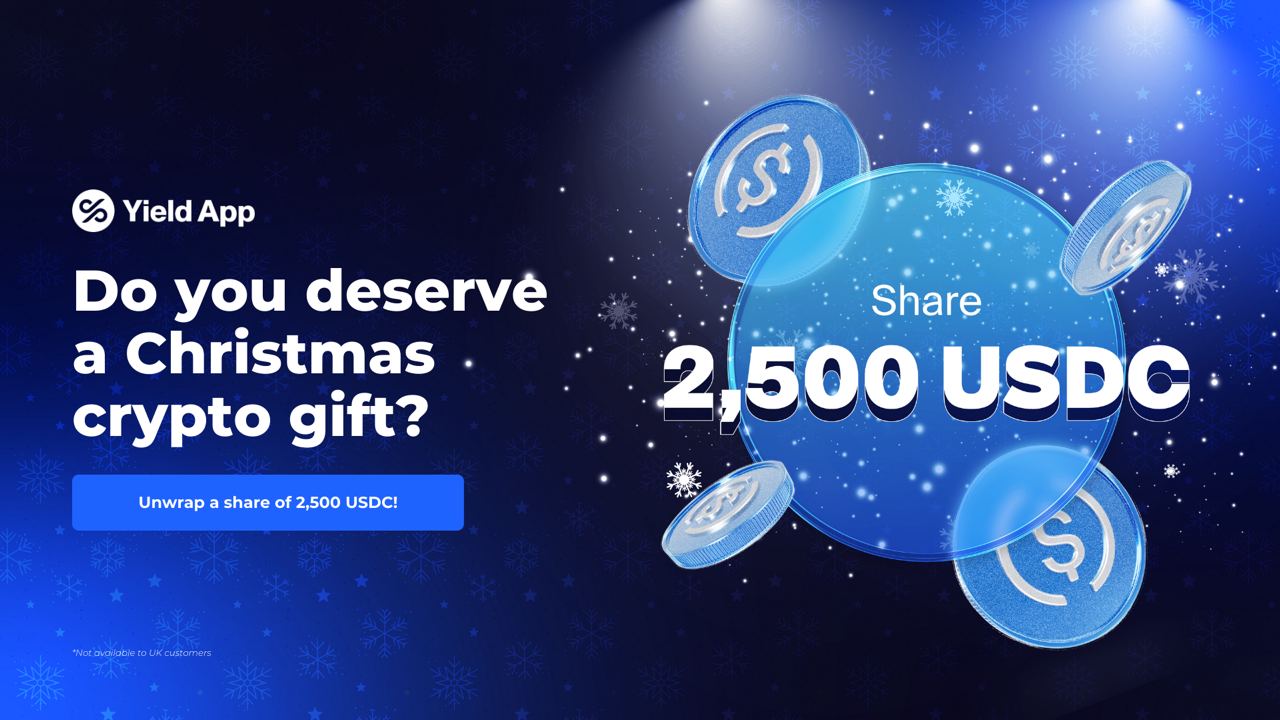 Yield App
Do you deserve
a Christmas
crypto gift?
Unwrap a share of 2,500 USDC!
*Not available to UK customers
Share
2,500 USDC